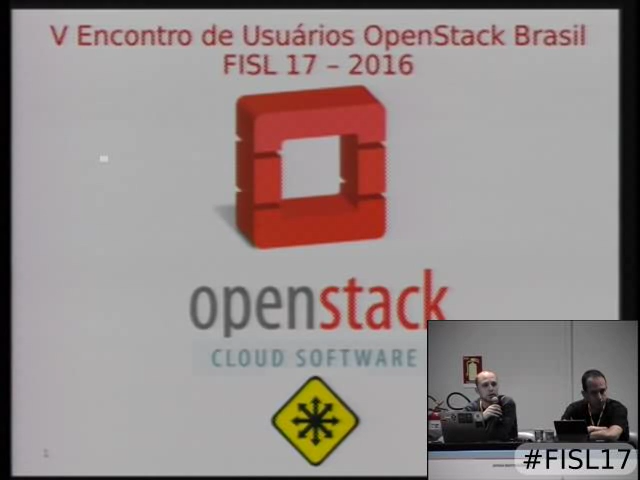 V Encontro de Usuários OpenStack Brasil
FISL 17 – 2016
openstack
CLOUD SOFTWARE
#FISL17